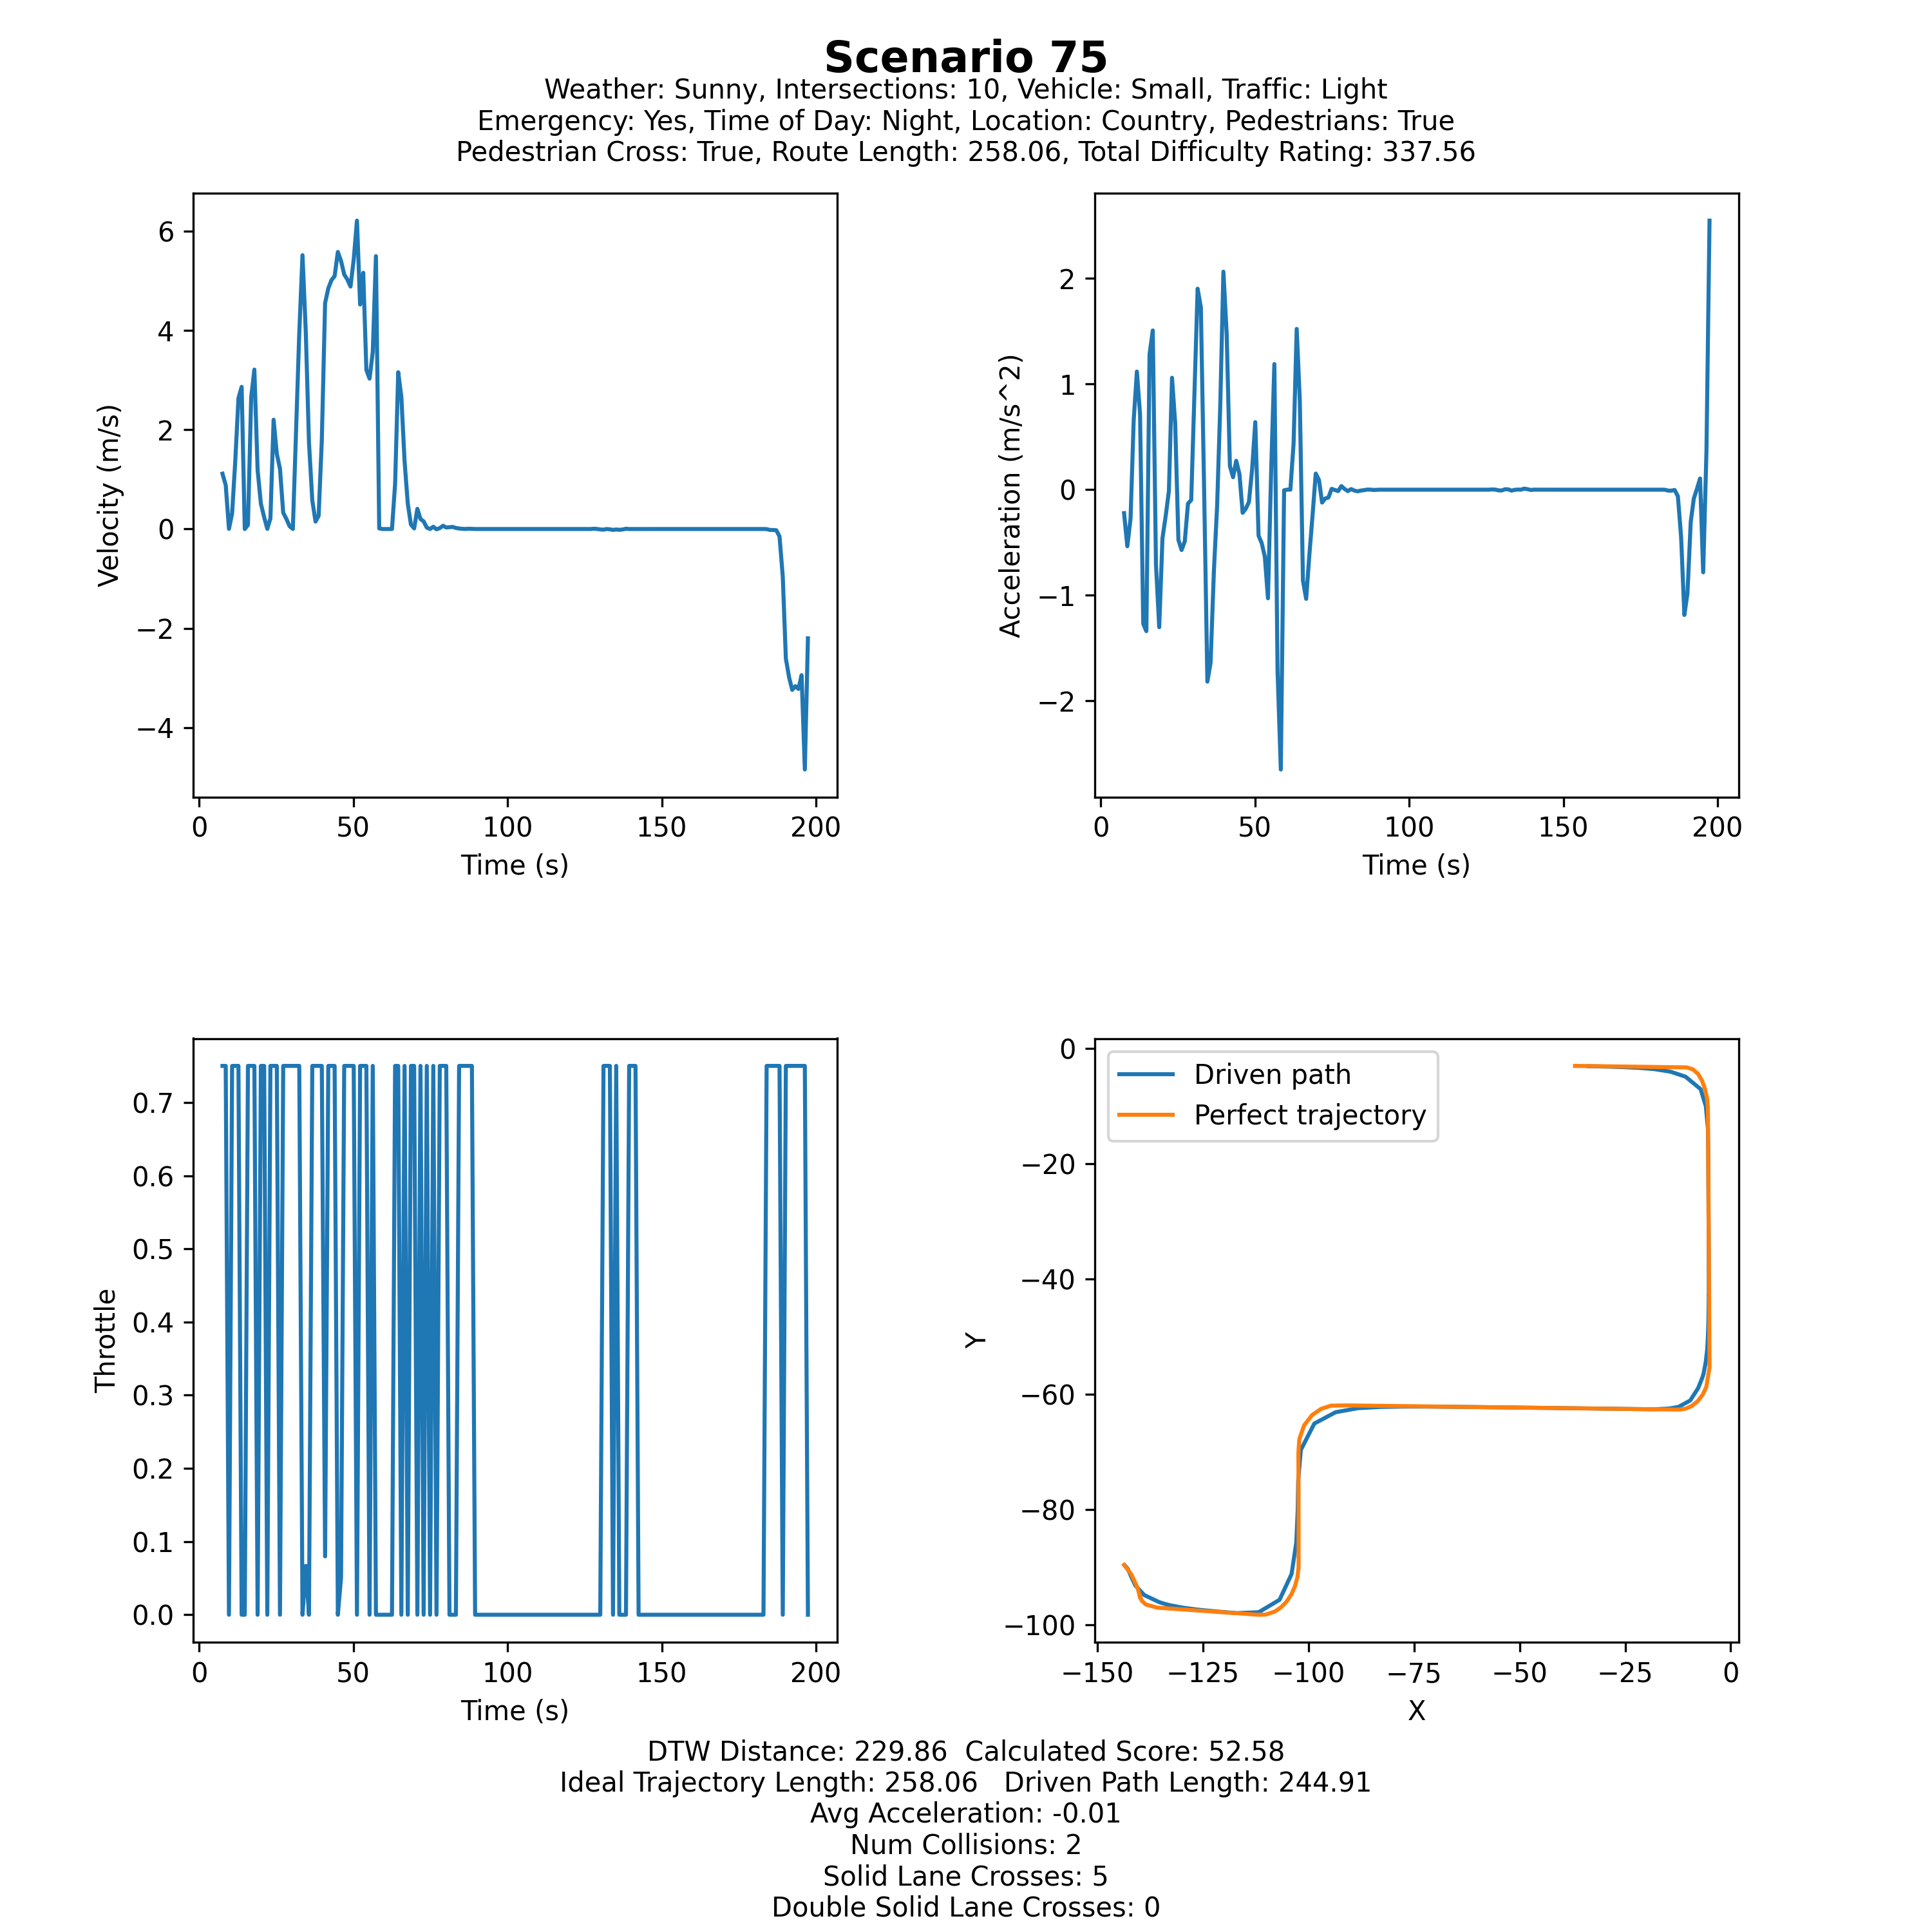 Scenario 75
Weather: Sunny, Intersections: 10, Vehicle: Small, Traffic: Light
Emergency: Yes, Time of Day: Night, Location: Country, Pedestrians: True
Pedestrian Cross: True, Route Length: 258.06, Total Difficulty Rating: 337.56
6
4
2
0
−2
−4
Velocity (m/s)
0 50 100 150 200
Time (s)
2
1
0
−1
−2
Acceleration (m/s^2)
0 50 100 150 200
Time (s)
0.7
0.6
0.5
0.4
0.3
0.2
0.1
0.0
Throttle
0 50 100 150 200
Time (s)
Driven path
Perfect trajectory
0
−20
−40
−60
−80
−100
Y
−150 −125 −100 −75 −50 −25 0
X
DTW Distance: 229.86 Calculated Score: 52.58
Ideal Trajectory Length: 258.06 Driven Path Length: 244.91
Avg Acceleration: -0.01
Num Collisions: 2
Solid Lane Crosses: 5
Double Solid Lane Crosses: 0